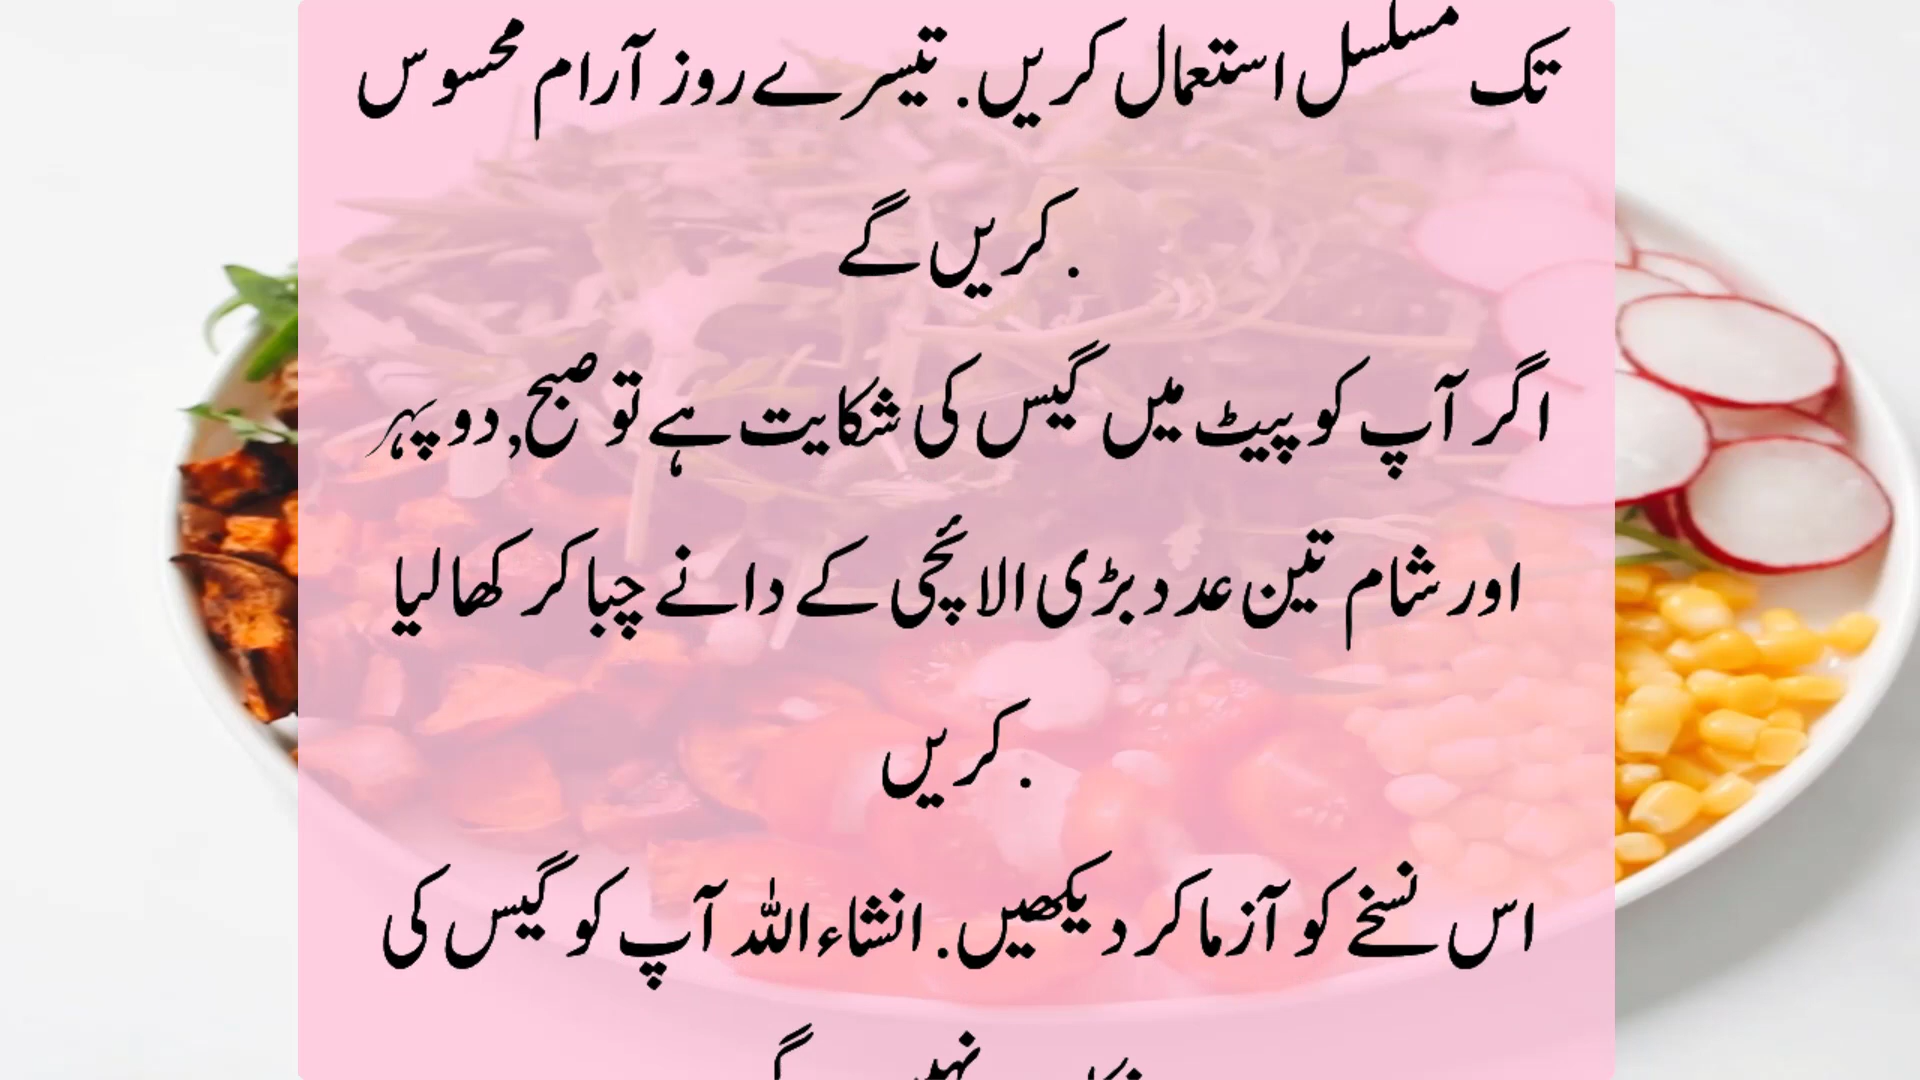 تک مسلسل استعمال کریں. تیسرے روز آرام محسوس
کریں گے.
اگر آپ کو پیٹ میں گیس کی شکایت ہے تو صبح,دوپہر
اور شام تین عدد بڑی الائچی کے دانے چبا کر کھا لیا
کریں.
اس نسخے کو آزما کر دیکھیں. انشاءاللہ آپ کو گیس کی
نہیں